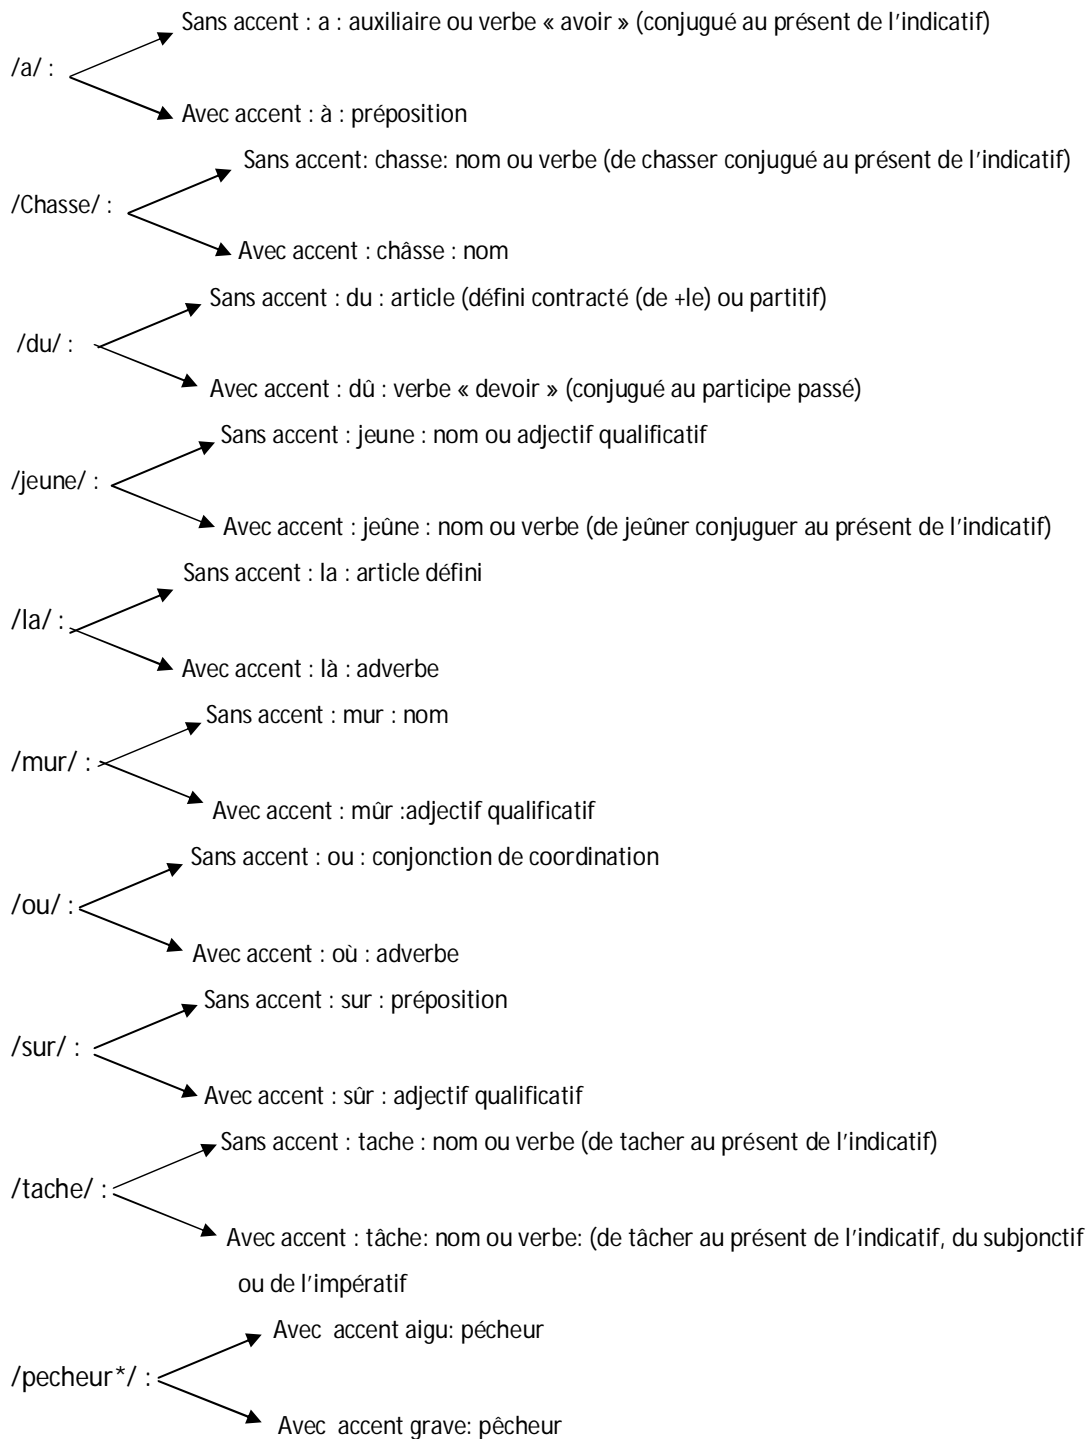 Sans accent : a : auxiliaire ou verbe « avoir » (conjugué au présent de l'indicatif)
/a/ :
Avec accent : à : préposition
Sans accent: chasse: nom ou verbe (de chasser conjugué au présent de l'indicatif)
/Chasse/ :
Avec accent : châsse : nom
Sans accent : du : article (défini contracté (de +le) ou partitif)
/du/ :
Avec accent : dû : verbe « devoir » (conjugué au participe passé)
Sans accent : jeune : nom ou adjectif qualificatif
/jeune/ :
Avec accent : jeûne : nom ou verbe (de jeûner conjuguer au présent de l'indicatif)
Sans accent : la : article défini
/la/ :
Avec accent : là : adverbe
Sans accent : mur : nom
/mur/ :
Avec accent : mûr :adjectif qualificatif
Sans accent : ou : conjonction de coordination
/ou/ :
Avec accent : où : adverbe
Sans accent : sur : préposition
/sur/ :
Avec accent : sûr : adjectif qualificatif
Sans accent : tache : nom ou verbe (de tacher au présent de l'indicatif)
/tache/ :
Avec accent : tâche: nom ou verbe: (de tâcher au présent de l'indicatif, du subjonctif
ou de l'impératif
Avec accent aigu: pécheur
/pecheur*/ :
Avec accent grave: pêcheur